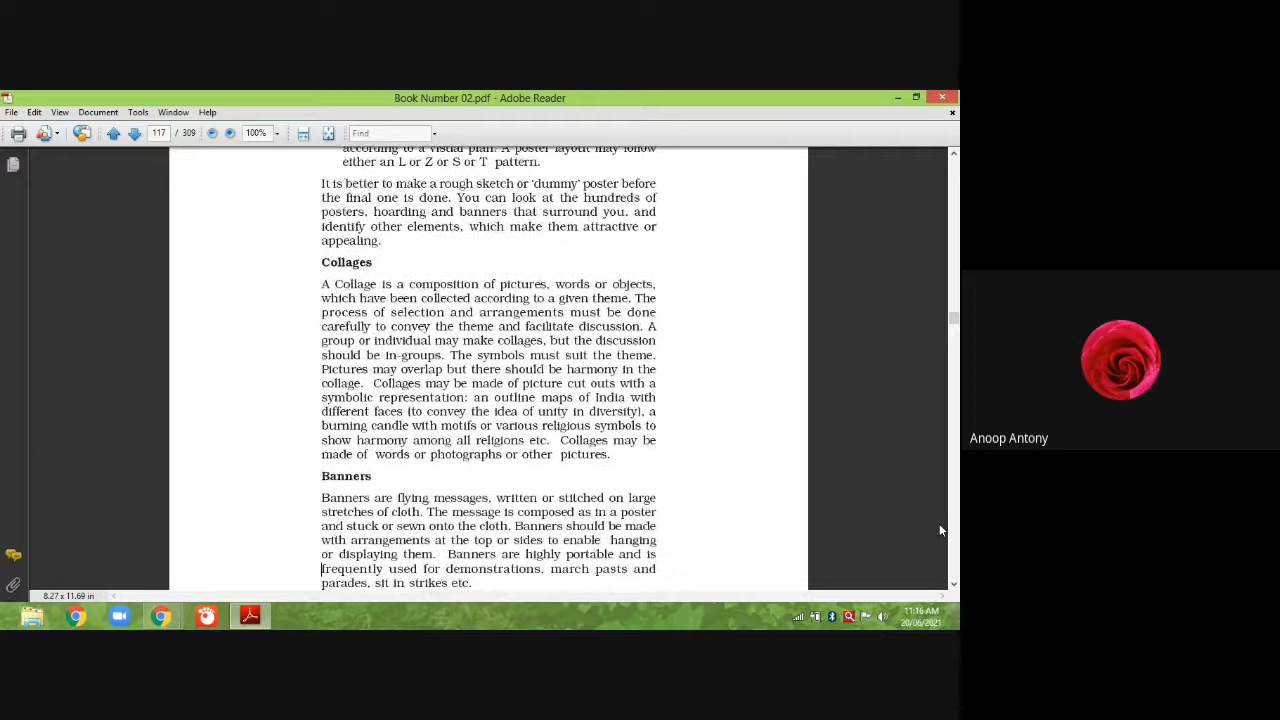 Book Number 02.pdf - Adobe Reader
File Edit View Document Tools Window Help
117 / 309 100% Find
according to a visual plan. A poster layout may follow
either an L or Z or S or T pattern.
It is better to make a rough sketch or 'dummy' poster before
the final one is done. You can look at the hundreds of
posters, hoarding and banners that surround you, and
identify other elements, which make them attractive or
appealing.
Collages
A Collage is a composition of pictures, words or objects,
which have been collected according to a given theme. The
process of selection and arrangements must be done
carefully to convey the theme and facilitate discussion. A
group or individual may make collages, but the discussion
should be in-groups. The symbols must suit the theme.
Pictures may overlap but there should be harmony in the
collage. Collages may be made of picture cut outs with a
symbolic representation: an outline maps of India with
different faces (to convey the idea of unity in diversity), a
burning candle with motifs or various religious symbols to
show harmony among all religions etc. Collages may be
made of words or photographs or other pictures.
Banners
Banners are flying messages, written or stitched on large
stretches of cloth. The message is composed as in a poster
and stuck or sewn onto the cloth. Banners should be made
with arrangements at the top or sides to enable hanging
or displaying them. Banners are highly portable and is
frequently used for demonstrations, march pasts and
parades, sit in strikes etc.
8.27 x 11.69 in
11:16 AM
20/06/2021
Anoop Antony